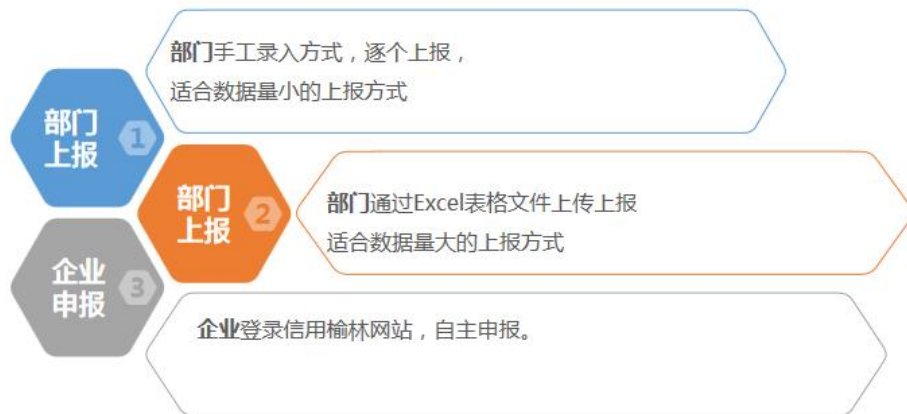 部门手工录入方式，逐个上报，
适合数据量小的上报方式
部门
上报
1
部门
上报
2
部门通过Excel表格文件上传上报
适合数据量大的上报方式
企业
申报
3
企业登录信用榆林网站，自主申报。